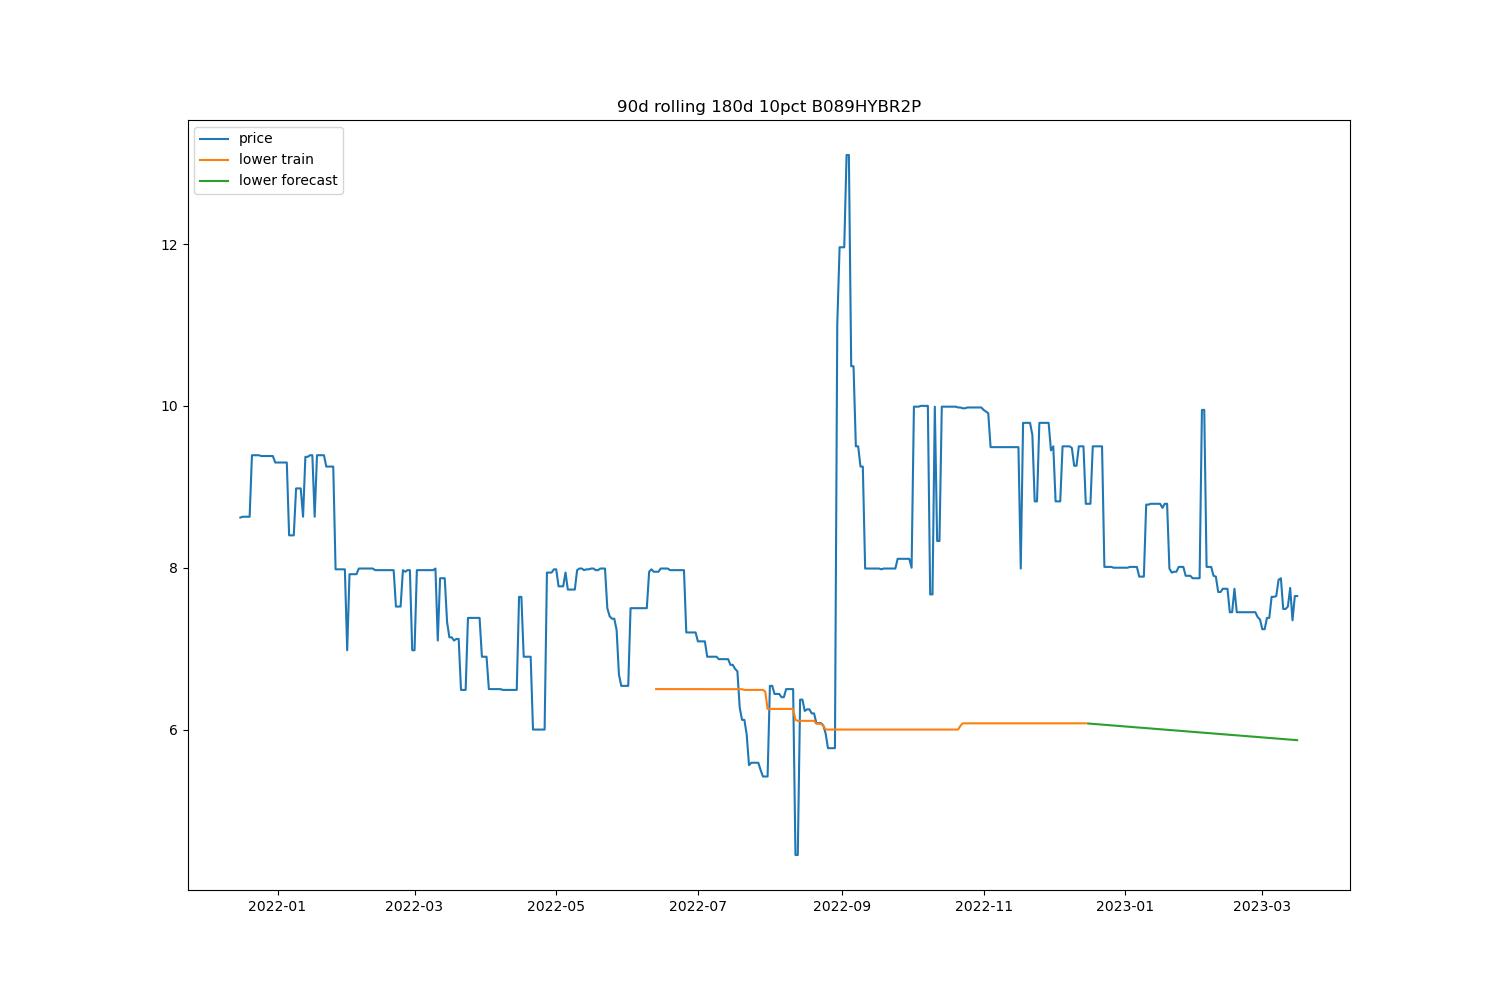 90d rolling 180d 10pct B089HYBR2P
price
lower train
lower forecast
12
10
8
6
2022-01 2022-03 2022-05 2022-07 2022-09 2022-11 2023-01 2023-03